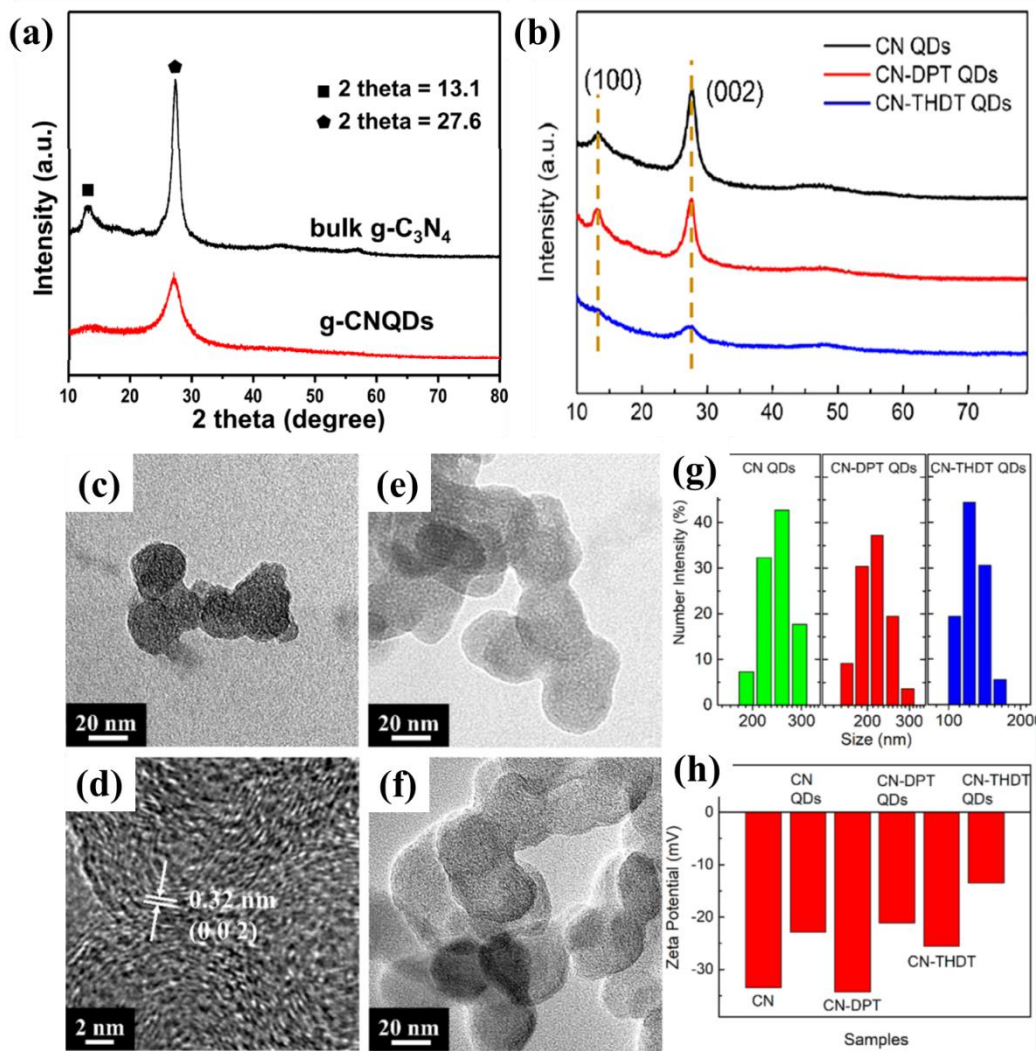 (a)
Intensity (a.u.)
■ 2 theta = 13.1
⬟ 2 theta = 27.6
bulk g-C₃N₄
g-CNQDs
10 20 30 40 50 60 70 80
2 theta (degree)
(b)
Intensity (a.u.)
CN QDs
CN-DPT QDs
CN-THDT QDs
(100)
(002)
10 20 30 40 50 60 70
(c)
20 nm
(e)
20 nm
(d)
0.32 nm
(0 0 2)
2 nm
(f)
20 nm
(g)
CN QDs CN-DPT QDs CN-THDT QDs
Number Intensity (%)
40
30
20
10
0
200 300 200 300 100 2000
Size (nm)
(h)
Zeta Potential (mV)
0
-10
-20
-30
CN
QDs
CN-DPT
QDs
CN-THDT
QDs
CN
CN-DPT
CN-THDT
Samples